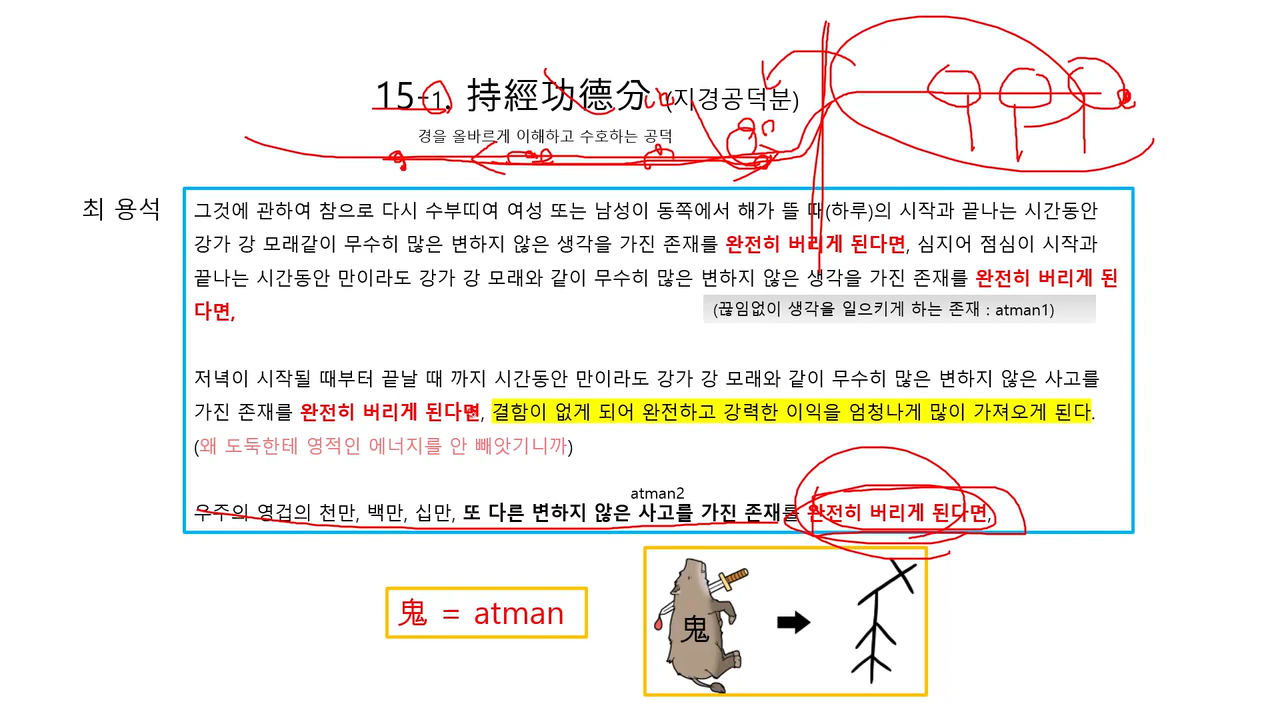 15-1. 持經功德分 (지경공덕분)
경을 올바르게 이해하고 수호하는 공덕
최 용석
그것에 관하여 참으로 다시 수부띠여 여성 또는 남성이 동쪽에서 해가 뜰 때(하루)의 시작과 끝나는 시간동안
강가 강 모래같이 무수히 많은 변하지 않은 생각을 가진 존재를 완전히 버리게 된다면, 심지어 점심이 시작과
끝나는 시간동안 만이라도 강가 강 모래와 같이 무수히 많은 변하지 않은 생각을 가진 존재를 완전히 버리게 된
다면,
(끊임없이 생각을 일으키게 하는 존재 : atman1)
저녁이 시작될 때부터 끝날 때 까지 시간동안 만이라도 강가 강 모래와 같이 무수히 많은 변하지 않은 사고를
가진 존재를 완전히 버리게 된다면, 결함이 없게 되어 완전하고 강력한 이익을 엄청나게 많이 가져오게 된다.
(왜 도둑한테 영적인 에너지를 안 빼앗기니까)
atman2
우주의 영겁의 천만, 백만, 십만, 또 다른 변하지 않은 사고를 가진 존재를 완전히 버리게 된다면,
鬼 = atman
鬼